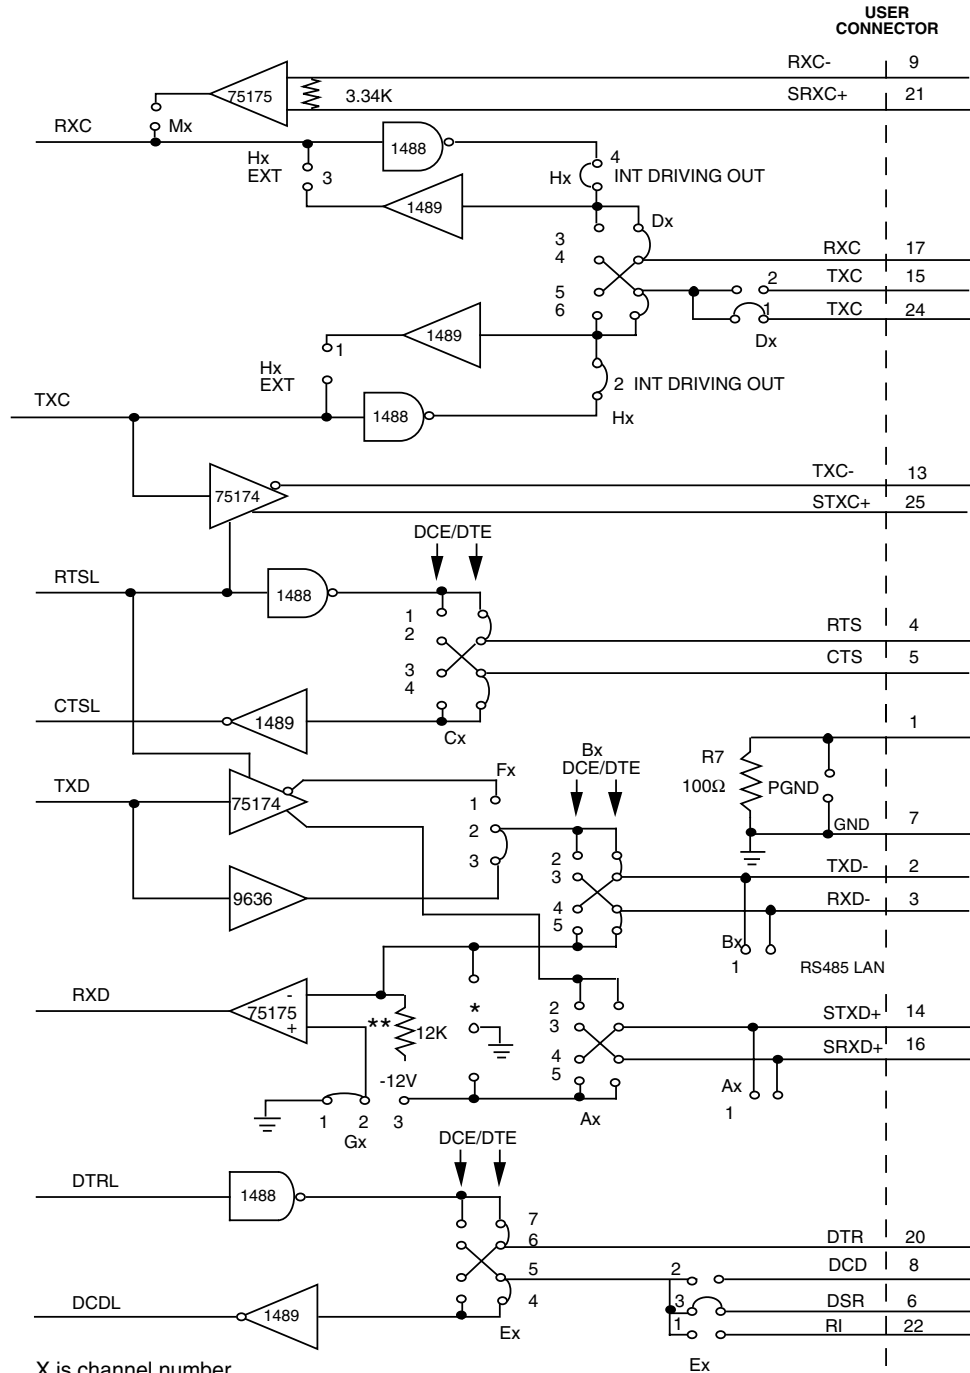 USER
CONNECTOR
RXC- 9
75175 3.34K SRXC+ 21
RXC Mx
1488 4
Hx
EXT 3 Hx INT DRIVING OUT
1489
Dx
3
4 RXC 17
2 TXC 15
5
6 1 TXC 24
1489 Dx
1
Hx
EXT 2 INT DRIVING OUT
TXC 1488 Hx
TXC- 13
75174
STXC+ 25
DCE/DTE
RTSL
1488
1
2 RTS 4
3 CTS 5
4
CTSL 1489 1
Cx
Bx
DCE/DTE
R7
100Ω PGND
Fx
TXD 75174 1
2 GND 7
3 2
3 TXD- 2
9636
4 RXD- 3
5
Bx
1 RS485 LAN
RXD -
75175
+
** 12K *
-12V
2
3 STXD+ 14
4 SRXD+ 16
5
Ax
1
1 2 3
Gx Ax
DCE/DTE
DTRL 1488
7
6 DTR 20
5 2 DCD 8
4
DCDL 1489 3 DSR 6
1 RI 22
Ex
Ex
X is channel number